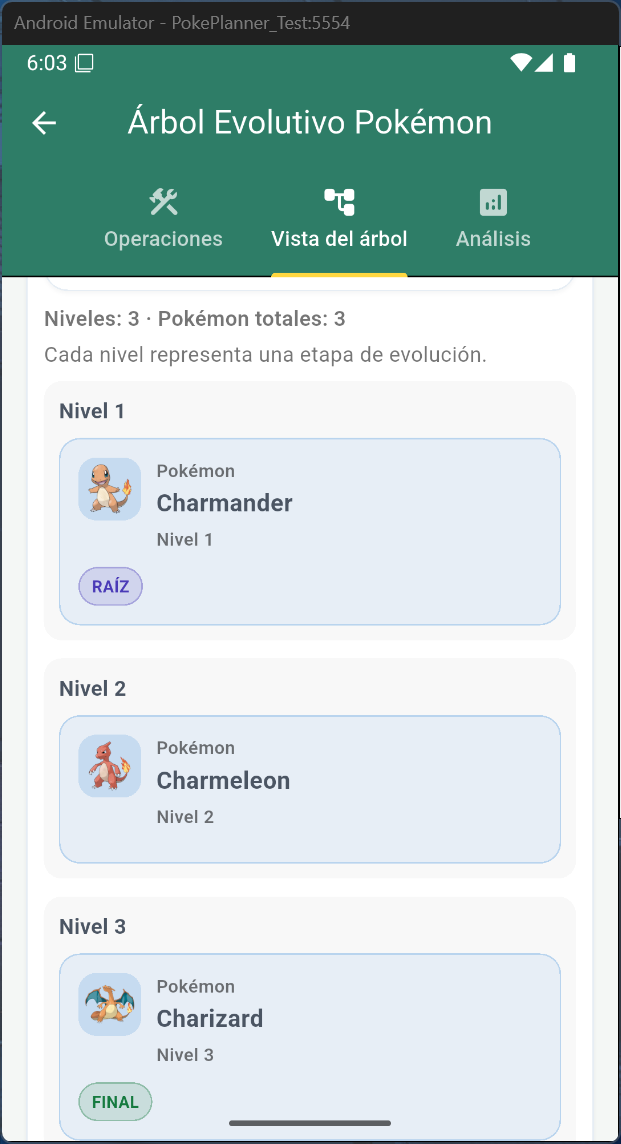 Android Emulator - PokePlanner_Test:5554
6:03
Árbol Evolutivo Pokémon
Operaciones
Vista del árbol
Análisis
Niveles: 3 · Pokémon totales: 3
Cada nivel representa una etapa de evolución.
Nivel 1
Pokémon
Charmander
Nivel 1
RAÍZ
Nivel 2
Pokémon
Charmeleon
Nivel 2
Nivel 3
Pokémon
Charizard
Nivel 3
FINAL